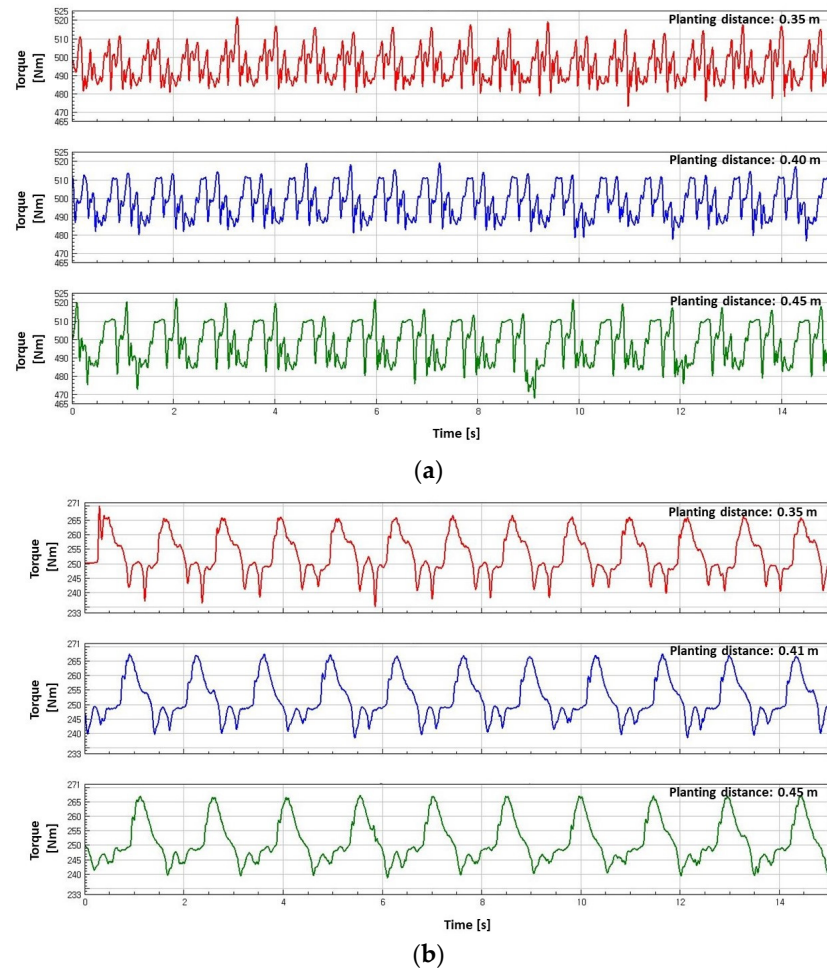 525
520
510
500
490
480
470
465
Torque
[Nm]
Planting distance: 0.35 m
525
520
510
500
490
480
470
465
Torque
[Nm]
Planting distance: 0.40 m
525
520
510
500
490
480
465
Torque
[Nm]
Planting distance: 0.45 m
0 2 4 6 8 10 12 14
Time [s]
(a)
271
265
260
255
250
245
240
233
Torque
[Nm]
Planting distance: 0.35 m
271
265
260
255
250
245
240
233
Torque
[Nm]
Planting distance: 0.41 m
271
265
260
255
250
245
240
233
Torque
[Nm]
Planting distance: 0.45 m
0 2 4 6 8 10 12 14
Time [s]
(b)